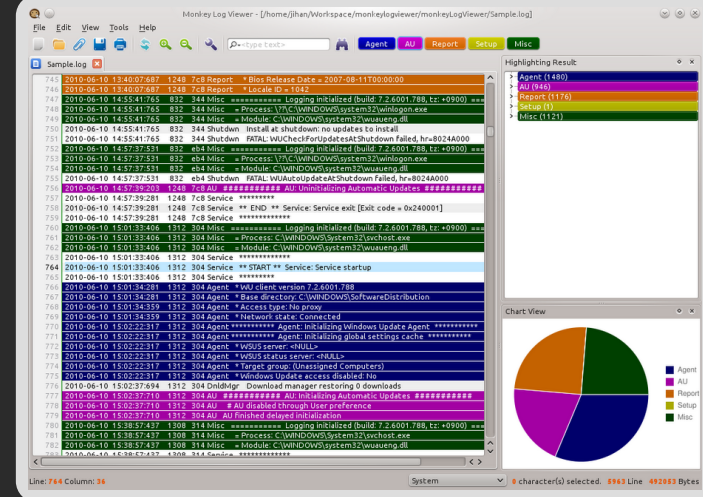 Monkey Log Viewer - [/home/jihan/Workspace/monkeylogviewer/monkeyLogViewer/Sample.log]
File Edit View Tools Help
<type text> Agent AU Report Setup Misc
Sample.log
745 2010-06-10 13:40:07:687 1248 7c8 Report * Bios Release Date = 2007-08-11T00:00:00
746 2010-06-10 13:40:07:687 1248 7c8 Report * Locale ID = 1042
747 2010-06-10 14:55:41:765 832 344 Misc =========== Logging initialized (build: 7.2.6001.788, tz: +0900) ===
748 2010-06-10 14:55:41:765 832 344 Misc = Process: \??\C:\WINDOWS\system32\winlogon.exe
749 2010-06-10 14:55:41:765 832 344 Misc = Module: C:\WINDOWS\system32\wuaueng.dll
750 2010-06-10 14:55:41:765 832 344 Shutdwn Install at shutdown: no updates to install
751 2010-06-10 14:55:41:765 832 344 Shutdwn FATAL: WUCheckForUpdatesAtShutdown failed, hr=8024A000
752 2010-06-10 14:57:37:531 832 eb4 Misc =========== Logging initialized (build: 7.2.6001.788, tz: +0900) ===
753 2010-06-10 14:57:37:531 832 eb4 Misc = Process: \??\C:\WINDOWS\system32\winlogon.exe
754 2010-06-10 14:57:37:531 832 eb4 Misc = Module: C:\WINDOWS\system32\wuaueng.dll
755 2010-06-10 14:57:37:531 832 eb4 Shutdwn FATAL: WUAutoUpdateAtShutdown failed, hr=8024A000
756 2010-06-10 14:57:39:203 1248 7c8 AU ########### AU: Uninitializing Automatic Updates ###########
757 2010-06-10 14:57:39:281 1248 7c8 Service *********
758 2010-06-10 14:57:39:281 1248 7c8 Service ** END ** Service: Service exit [Exit code = 0x240001]
759 2010-06-10 14:57:39:281 1248 7c8 Service *************
760 2010-06-10 15:01:33:406 1312 304 Misc =========== Logging initialized (build: 7.2.6001.788, tz: +0900) ===
761 2010-06-10 15:01:33:406 1312 304 Misc = Process: C:\WINDOWS\System32\svchost.exe
762 2010-06-10 15:01:33:406 1312 304 Misc = Module: C:\WINDOWS\system32\wuaueng.dll
763 2010-06-10 15:01:33:406 1312 304 Service *************
764 2010-06-10 15:01:33:406 1312 304 Service ** START ** Service: Service startup
765 2010-06-10 15:01:33:406 1312 304 Service *********
766 2010-06-10 15:01:34:281 1312 304 Agent * WU client version 7.2.6001.788
767 2010-06-10 15:01:34:281 1312 304 Agent * Base directory: C:\WINDOWS\SoftwareDistribution
768 2010-06-10 15:01:34:359 1312 304 Agent * Access type: No proxy
769 2010-06-10 15:01:34:359 1312 304 Agent * Network state: Connected
770 2010-06-10 15:02:22:317 1312 304 Agent *********** Agent: Initializing Windows Update Agent ***********
771 2010-06-10 15:02:22:317 1312 304 Agent *********** Agent: Initializing global settings cache ***********
772 2010-06-10 15:02:22:317 1312 304 Agent * WSUS server: <NULL>
773 2010-06-10 15:02:22:317 1312 304 Agent * WSUS status server: <NULL>
774 2010-06-10 15:02:22:317 1312 304 Agent * Target group: (Unassigned Computers)
775 2010-06-10 15:02:22:317 1312 304 Agent * Windows Update access disabled: No
776 2010-06-10 15:02:37:694 1312 304 DnldMgr Download manager restoring 0 downloads
777 2010-06-10 15:02:37:710 1312 304 AU ########### AU: Initializing Automatic Updates ###########
778 2010-06-10 15:02:37:710 1312 304 AU # AU disabled through User preference
779 2010-06-10 15:02:37:710 1312 304 AU AU finished delayed initialization
780 2010-06-10 15:38:57:437 1308 314 Misc =========== Logging initialized (build: 7.2.6001.788, tz: +0900) ===
781 2010-06-10 15:38:57:437 1308 314 Misc = Process: C:\WINDOWS\System32\svchost.exe
782 2010-06-10 15:38:57:437 1308 314 Misc = Module: C:\WINDOWS\system32\wuaueng.dll
2010-06-10 15:38:57:437 1308 314 Service *************
Highlighting Result
Agent (1480)
AU (946)
Report (1176)
Setup (1)
Misc (1121)
Chart View
Agent
AU
Report
Setup
Misc
Line: 764 Column: 36 System 0 character(s) selected. 5963 Line 492053 Bytes